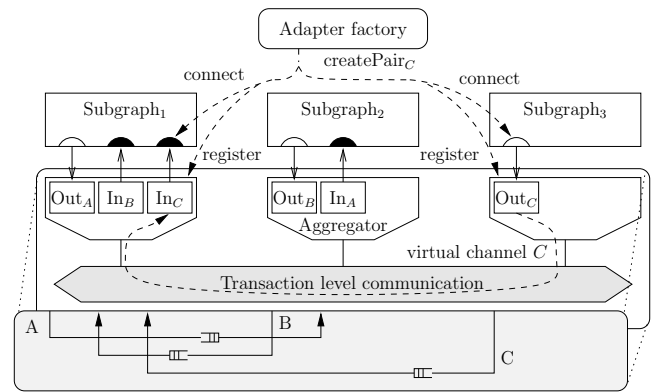 Adapter factory
createPair_C
connect
connect
Subgraph_1
Subgraph_2
Subgraph_3
register
register
Out_A
In_B
In_C
Out_B
In_A
Out_C
Aggregator
virtual channel C
Transaction level communication
A
B
C